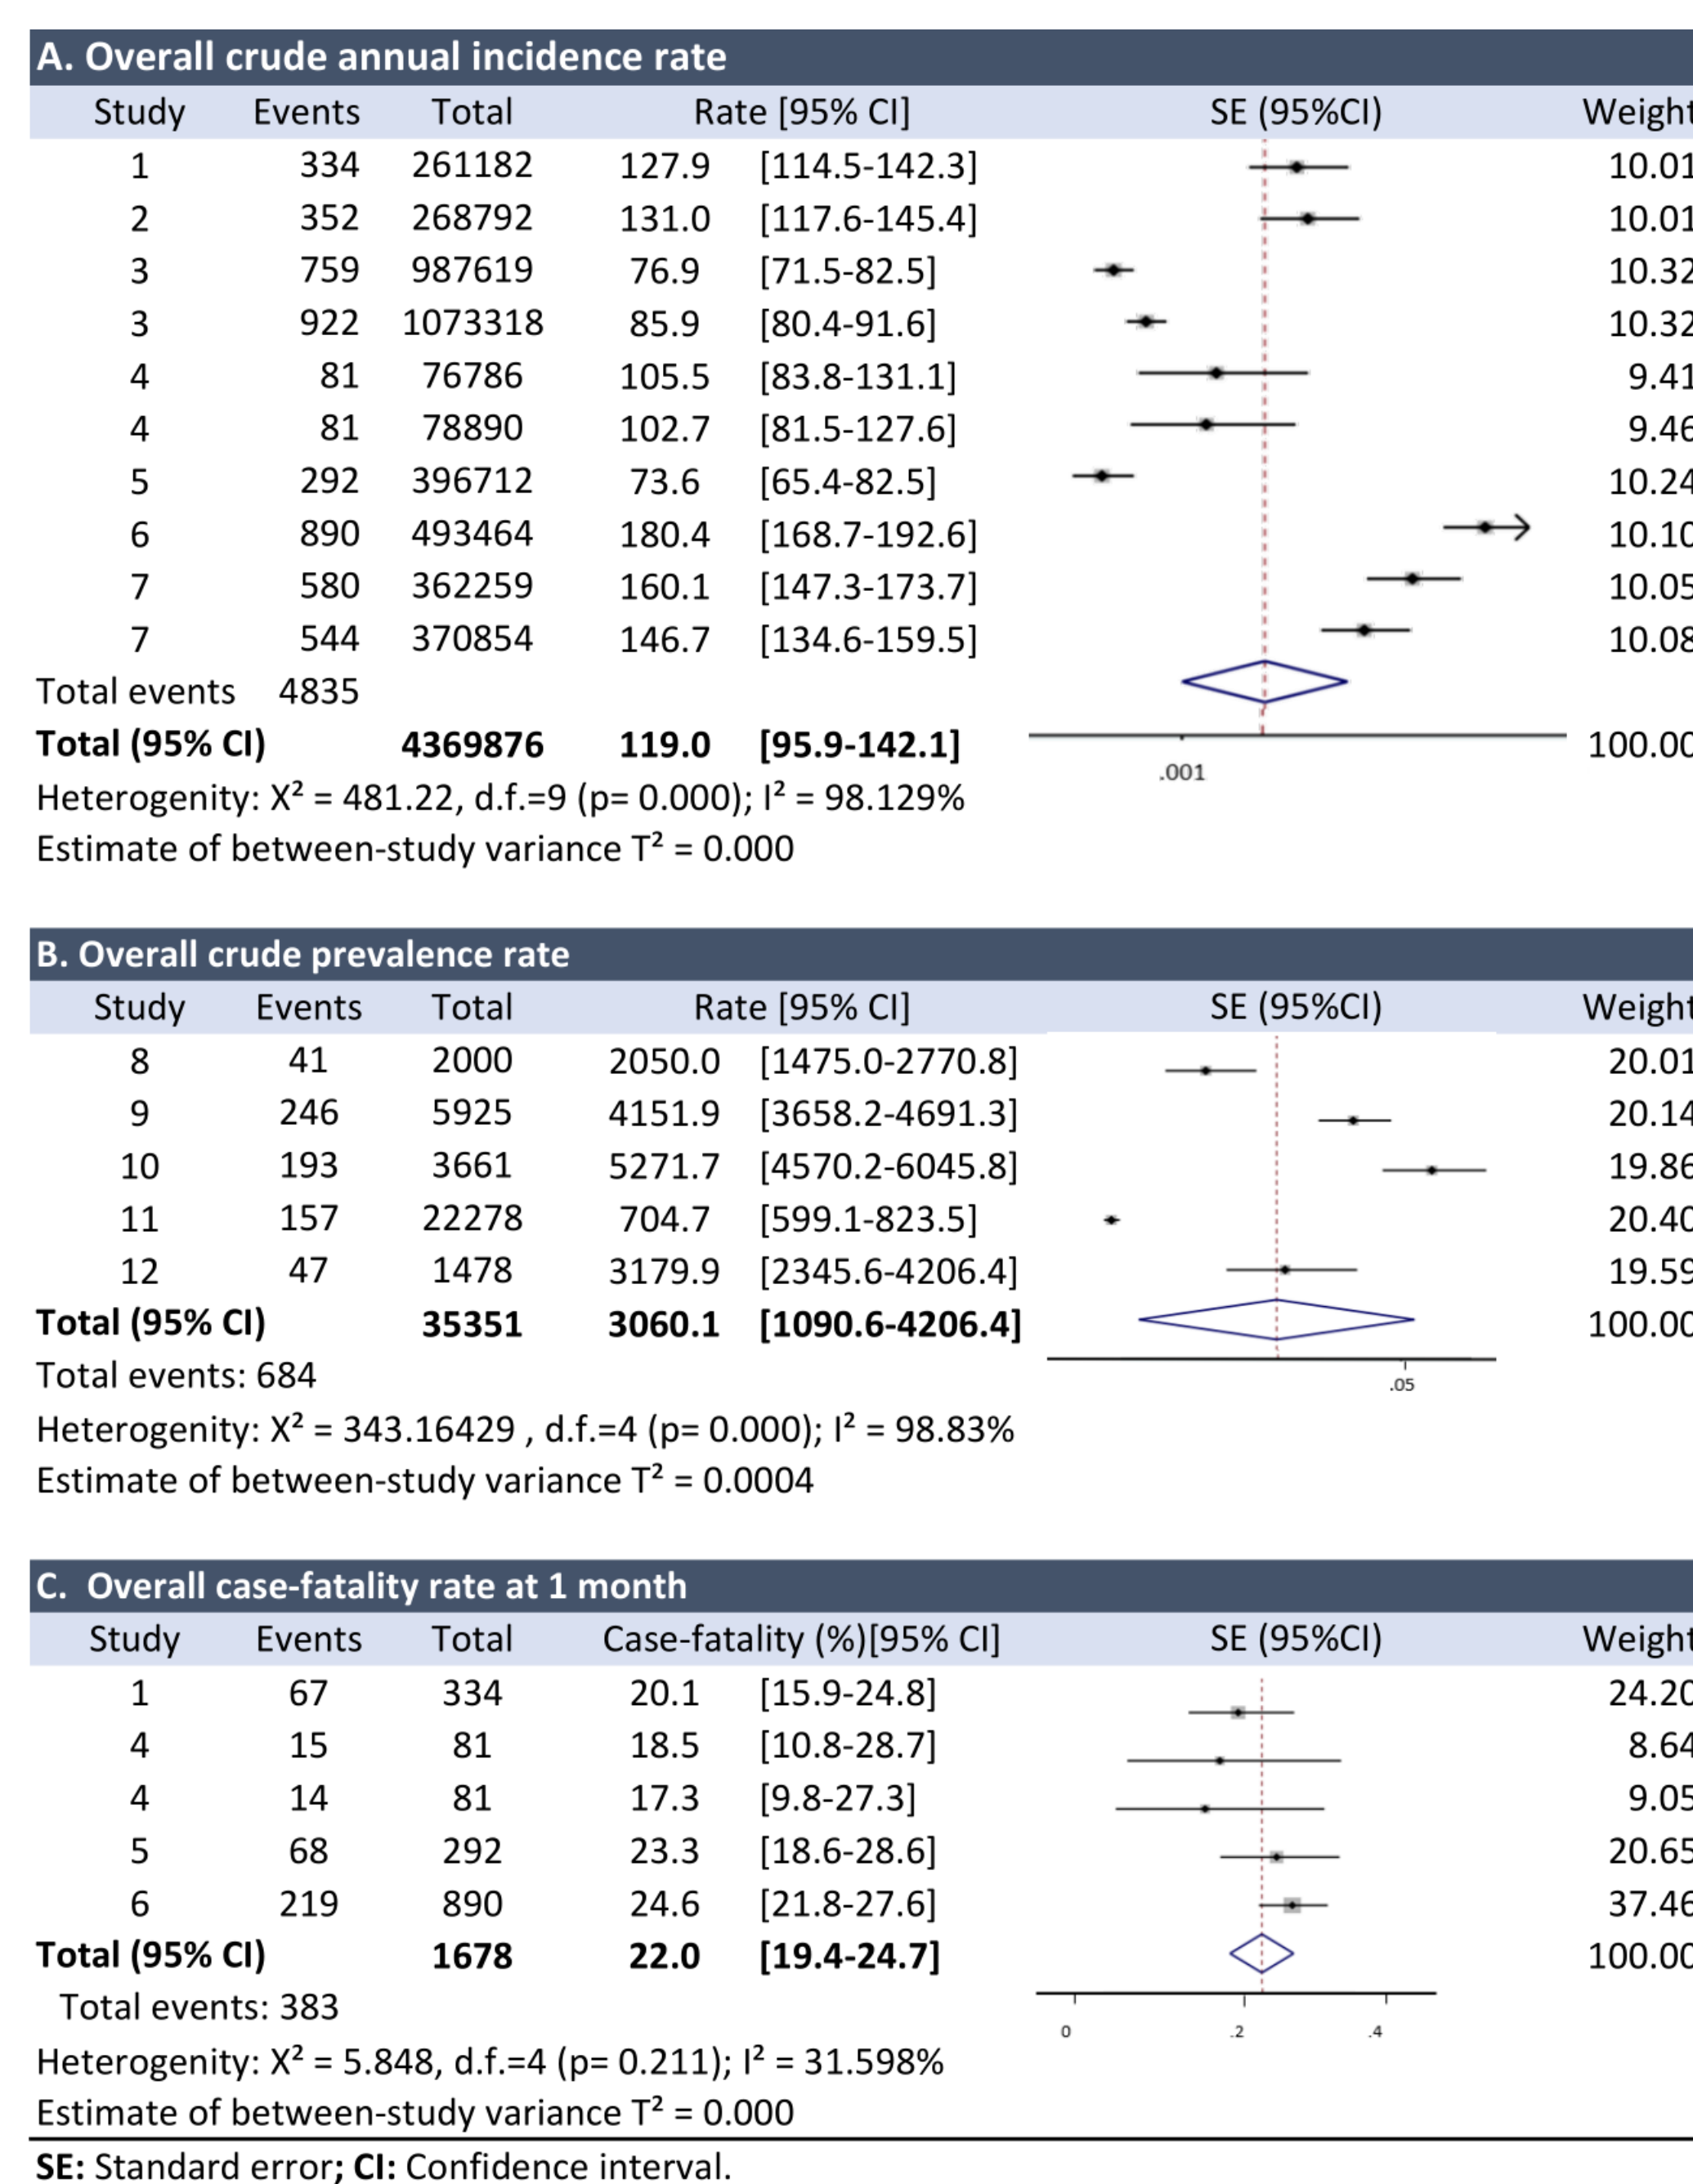 A. Overall crude annual incidence rate
Study Events Total Rate [95% CI] SE (95%CI) Weight
1 334 261182 127.9 [114.5-142.3] 10.01
2 352 268792 131.0 [117.6-145.4] 10.01
3 759 987619 76.9 [71.5-82.5] 10.32
3 922 1073318 85.9 [80.4-91.6] 10.32
4 81 76786 105.5 [83.8-131.1] 9.41
4 81 78890 102.7 [81.5-127.6] 9.46
5 292 396712 73.6 [65.4-82.5] 10.24
6 890 493464 180.4 [168.7-192.6] 10.10
7 580 362259 160.1 [147.3-173.7] 10.05
7 544 370854 146.7 [134.6-159.5] 10.08
Total events 4835
Total (95% CI) 4369876 119.0 [95.9-142.1] 100.00
.001
Heterogenity: X² = 481.22, d.f.=9 (p= 0.000); I² = 98.129%
Estimate of between-study variance T² = 0.000
B. Overall crude prevalence rate
Study Events Total Rate [95% CI] SE (95%CI) Weight
8 41 2000 2050.0 [1475.0-2770.8] 20.01
9 246 5925 4151.9 [3658.2-4691.3] 20.14
10 193 3661 5271.7 [4570.2-6045.8] 19.86
11 157 22278 704.7 [599.1-823.5] 20.40
12 47 1478 3179.9 [2345.6-4206.4] 19.59
Total (95% CI) 35351 3060.1 [1090.6-4206.4] 100.00
Total events: 684
.05
Heterogenity: X² = 343.16429 , d.f.=4 (p= 0.000); I² = 98.83%
Estimate of between-study variance T² = 0.0004
C. Overall case-fatality rate at 1 month
Study Events Total Case-fatality (%)[95% CI] SE (95%CI) Weight
1 67 334 20.1 [15.9-24.8] 24.20
4 15 81 18.5 [10.8-28.7] 8.64
4 14 81 17.3 [9.8-27.3] 9.05
5 68 292 23.3 [18.6-28.6] 20.65
6 219 890 24.6 [21.8-27.6] 37.46
Total (95% CI) 1678 22.0 [19.4-24.7] 100.00
Total events: 383
0 .2 .4
Heterogenity: X² = 5.848, d.f.=4 (p= 0.211); I² = 31.598%
Estimate of between-study variance T² = 0.000
SE: Standard error; CI: Confidence interval.